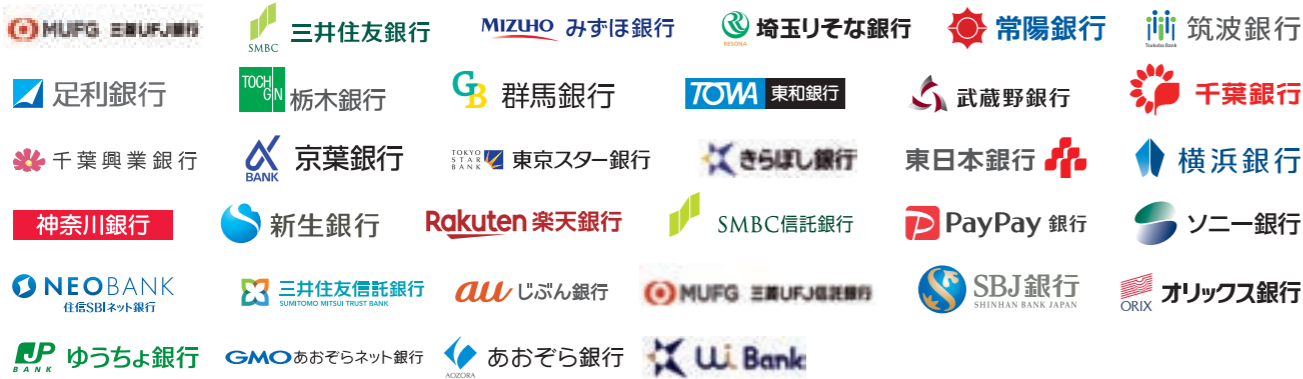 MUFG 三菱UFJ銀行
SMBC 三井住友銀行
MIZUHO みずほ銀行
RESONA 埼玉りそな銀行
常陽銀行
Tsukuba Bank 筑波銀行
足利銀行
TOCHGIN 栃木銀行
GB 群馬銀行
TOWA 東和銀行
武蔵野銀行
千葉銀行
千葉興業銀行
BANK 京葉銀行
TOKYO STAR BANK 東京スター銀行
きらぼし銀行
東日本銀行
横浜銀行
神奈川銀行
新生銀行
Rakuten 楽天銀行
SMBC信託銀行
PayPay 銀行
ソニー銀行
NEOBANK
住信SBIネット銀行
三井住友信託銀行
SUMITOMO MITSUI TRUST BANK
au じぶん銀行
MUFG 三菱UFJ信託銀行
SBJ銀行
SHINHAN BANK JAPAN
ORIX オリックス銀行
JP BANK ゆうちょ銀行
GMOあおぞらネット銀行
AOZORA あおぞら銀行
UI Bank